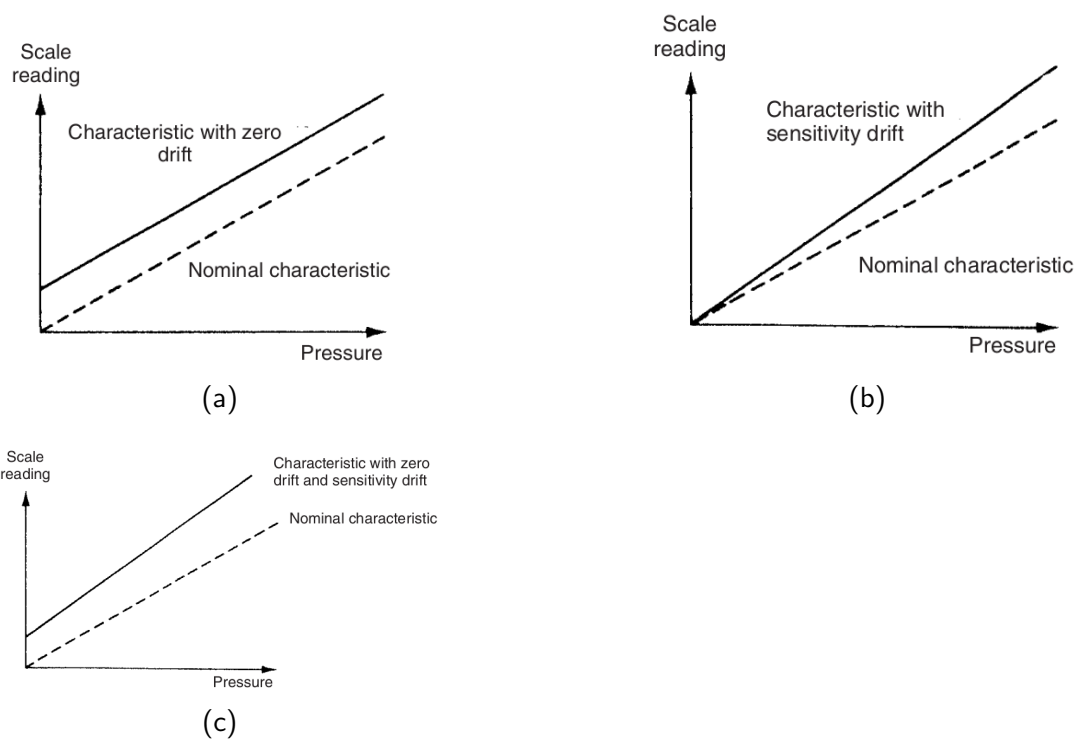 Scale
reading
Characteristic with zero
drift
Nominal characteristic
Pressure
(a)
Scale
reading
Characteristic with
sensitivity drift
Nominal characteristic
Pressure
(b)
Scale
reading
Characteristic with zero
drift and sensitivity drift
Nominal characteristic
Pressure
(c)